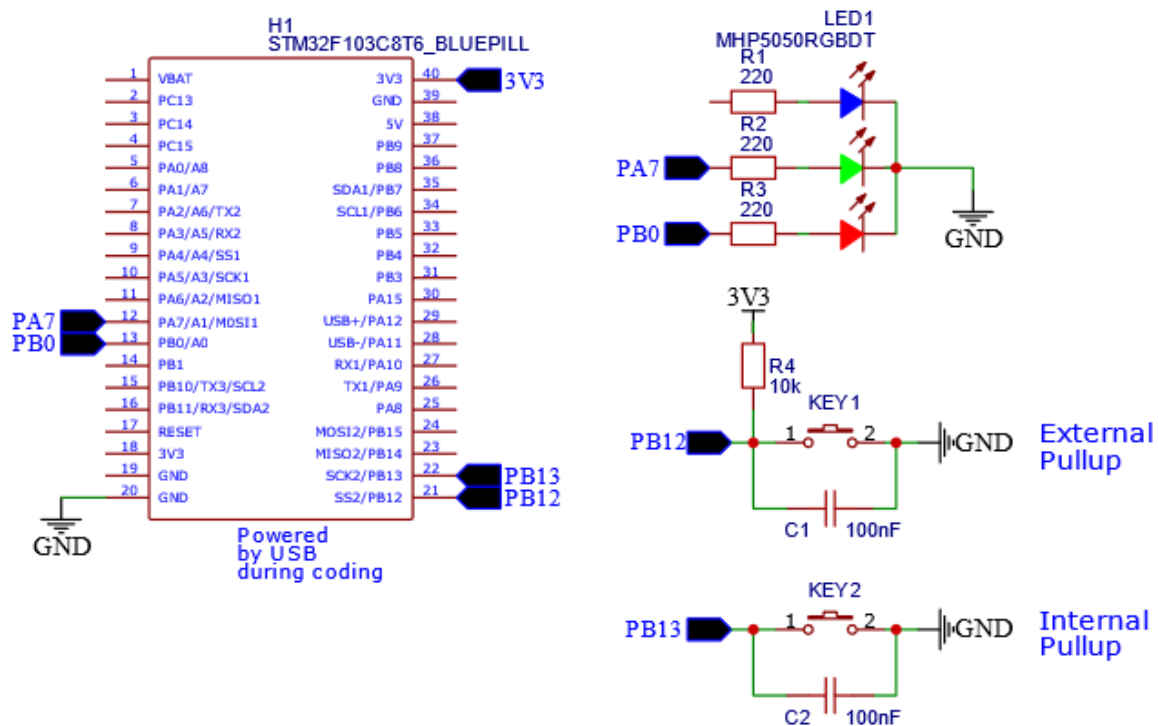 H1
STM32F103C8T6_BLUEPILL
1 VBAT 3V3 40 3V3
2 PC13 GND 39
3 PC14 5V 38
4 PC15 PB9 37
5 PA0/A8 PB8 36
6 PA1/A7 SDA1/PB7 35
7 PA2/A6/TX2 SCL1/PB6 34
8 PA3/A5/RX2 PB5 33
9 PA4/A4/SS1 PB4 32
10 PA5/A3/SCK1 PB3 31
11 PA6/A2/MISO1 PA15 30
PA7 12 PA7/A1/M0SI1 USB+/PA12 29
PB0 13 PB0/A0 USB-/PA11 28
14 PB1 RX1/PA10 27
15 PB10/TX3/SCL2 TX1/PA9 26
16 PB11/RX3/SDA2 PA8 25
17 RESET MOSI2/PB15 24
18 3V3 MISO2/PB14 23
19 GND SCK2/PB13 22 PB13
20 GND SS2/PB12 21 PB12
GND
Powered
by USB
during coding
LED1
MHP5050RGBDT
R1
220
R2
220
PA7
R3
220
PB0
GND
3V3
R4
10k
KEY1
PB12 1 2 GND
C1 100nF
External
Pullup
KEY2
PB13 1 2 GND
C2 100nF
Internal
Pullup